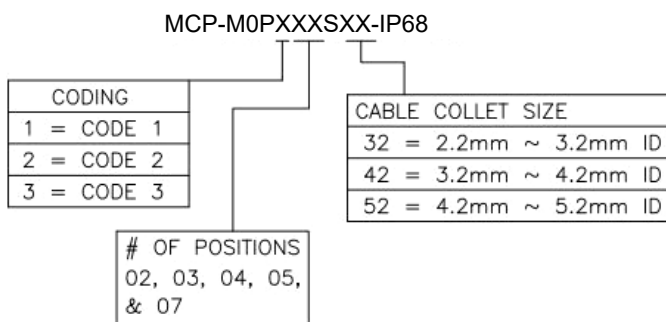 MCP-M0PXXXSXX-IP68
CODING
1 = CODE 1
2 = CODE 2
3 = CODE 3
CABLE COLLET SIZE
32 = 2.2mm ~ 3.2mm ID
42 = 3.2mm ~ 4.2mm ID
52 = 4.2mm ~ 5.2mm ID
# OF POSITIONS
02, 03, 04, 05,
& 07